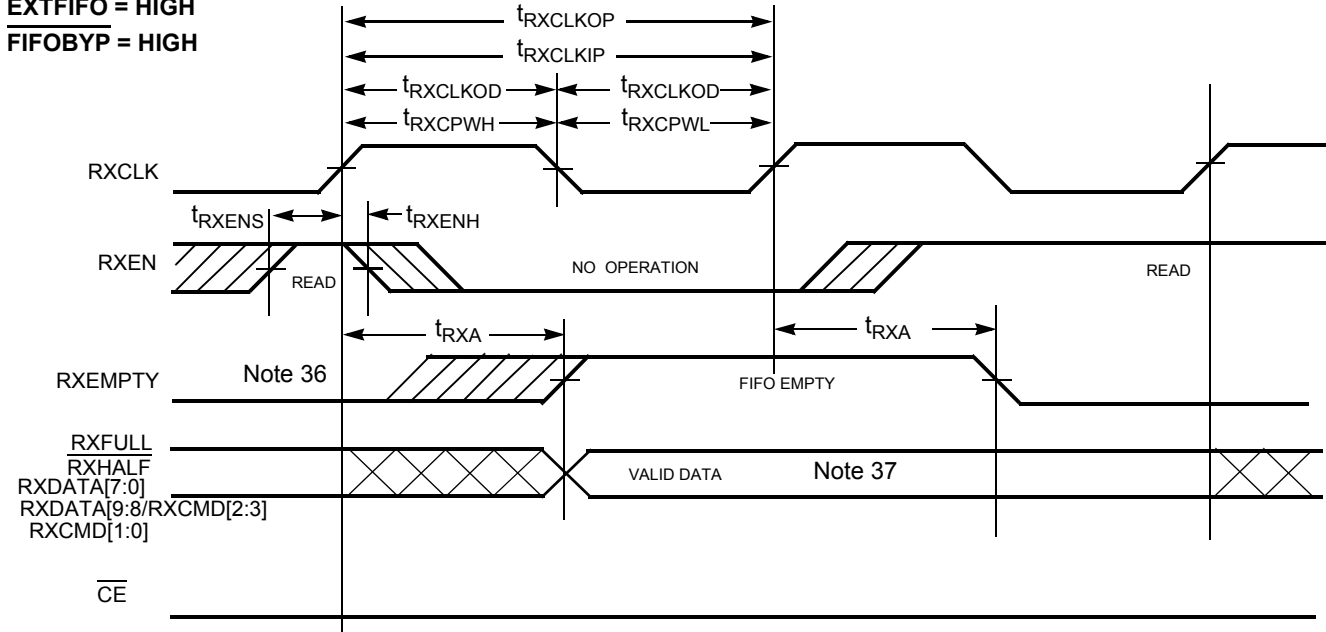 EXTFIFO = HIGH
FIFOBYP = HIGH
tRXCLKOP
tRXCLKIP
tRXCLKOD tRXCLKOD
tRXCPWH tRXCPWL
RXCLK
tRXENS tRXENH
RXEN READ NO OPERATION READ
tRXA tRXA
RXEMPTY Note 36 FIFO EMPTY
RXFULL
RXHALF
RXDATA[7:0] VALID DATA Note 37
RXDATA[9:8/RXCMD[2:3]
RXCMD[1:0]
CE